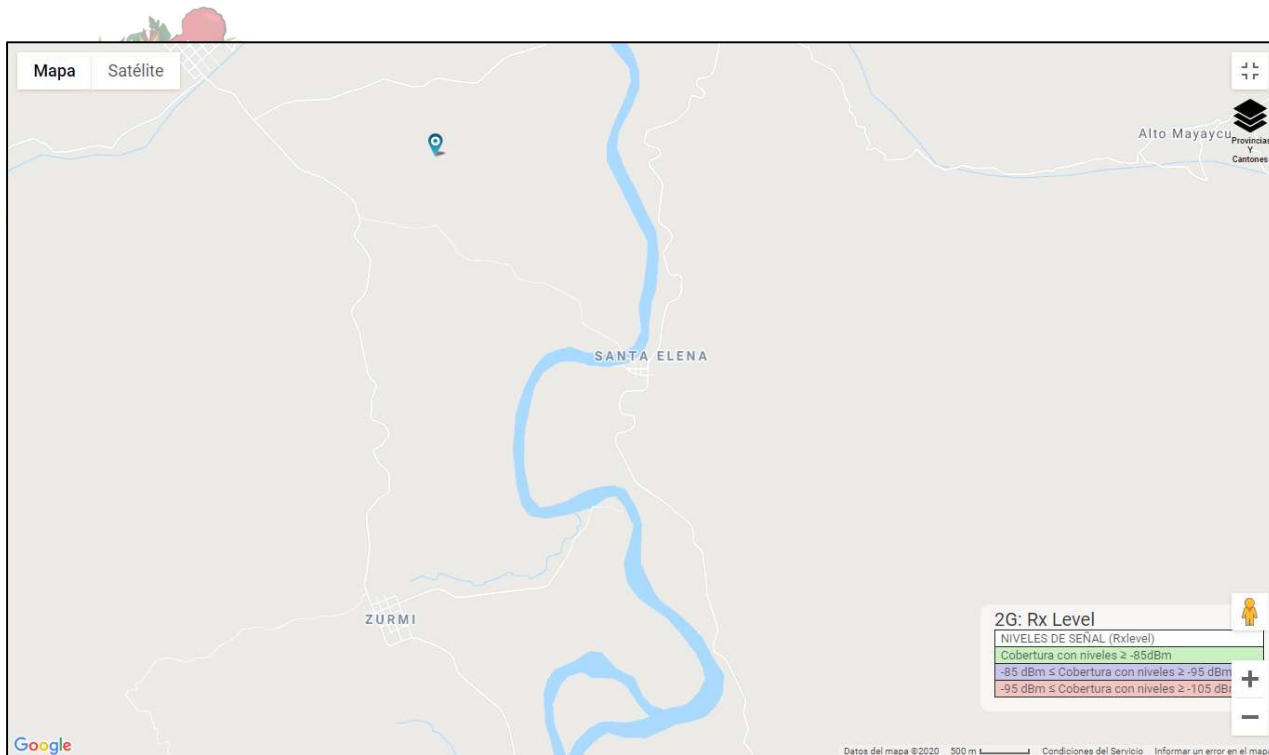 Mapa Satélite
Alto Mayaycu
Provincias
Y
Cantones
SANTA ELENA
ZURMI
2G: Rx Level
NIVELES DE SEÑAL (Rxlevel)
Cobertura con niveles ≥ -85dBm
-85 dBm ≤ Cobertura con niveles ≥ -95 dBm
-95 dBm ≤ Cobertura con niveles ≥ -105 dB
Google
Datos del mapa ©2020 500 m Condiciones del Servicio Informar un error en el mapa